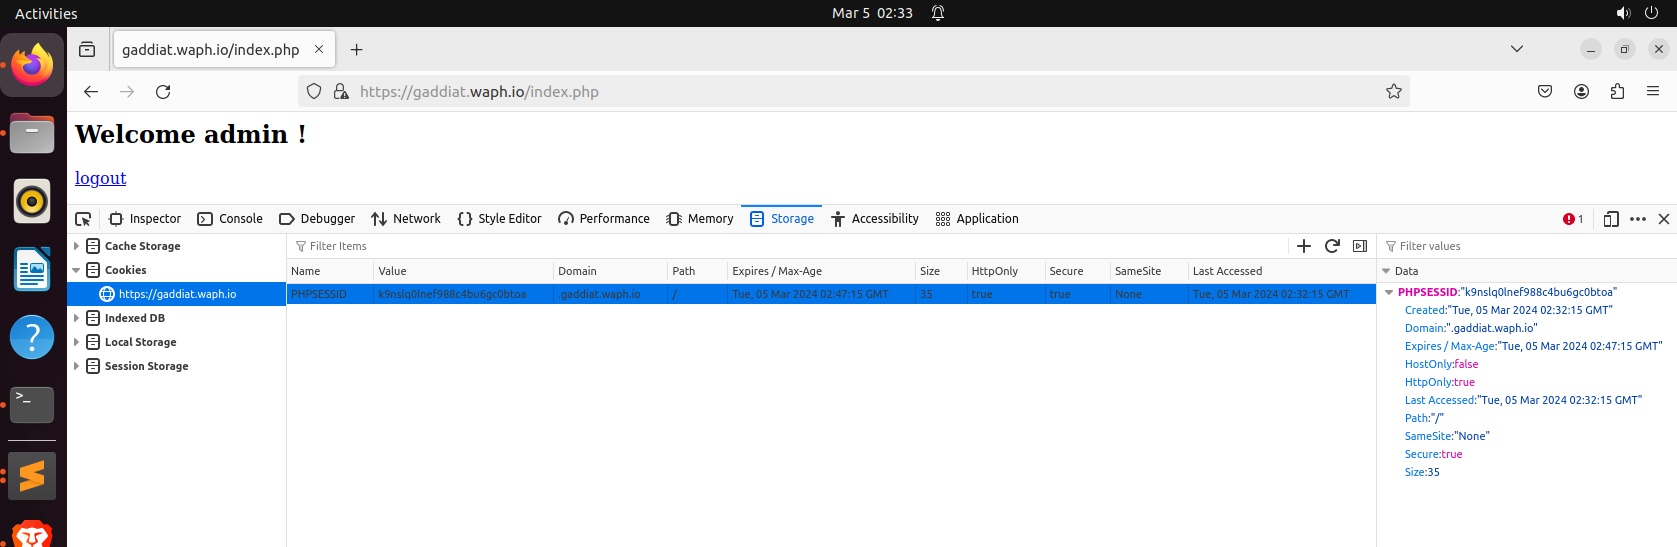 Activities
Mar 5 02:33
gaddiat.waph.io/index.php
https://gaddiat.waph.io/index.php
Welcome admin !
logout
Inspector Console Debugger Network Style Editor Performance Memory Storage Accessibility Application 1
Cache Storage
Cookies
https://gaddiat.waph.io
Indexed DB
Local Storage
Session Storage
Filter Items
Name Value Domain Path Expires / Max-Age Size HttpOnly Secure SameSite Last Accessed
PHPSESSID k9nslq0lnef988c4bu6gc0btoa .gaddiat.waph.io / Tue, 05 Mar 2024 02:47:15 GMT 35 true true None Tue, 05 Mar 2024 02:32:15 GMT
Filter values
Data
PHPSESSID:"k9nslq0lnef988c4bu6gc0btoa"
Created:"Tue, 05 Mar 2024 02:32:15 GMT"
Domain:".gaddiat.waph.io"
Expires / Max-Age:"Tue, 05 Mar 2024 02:47:15 GMT"
HostOnly:false
HttpOnly:true
Last Accessed:"Tue, 05 Mar 2024 02:32:15 GMT"
Path:"/"
SameSite:"None"
Secure:true
Size:35